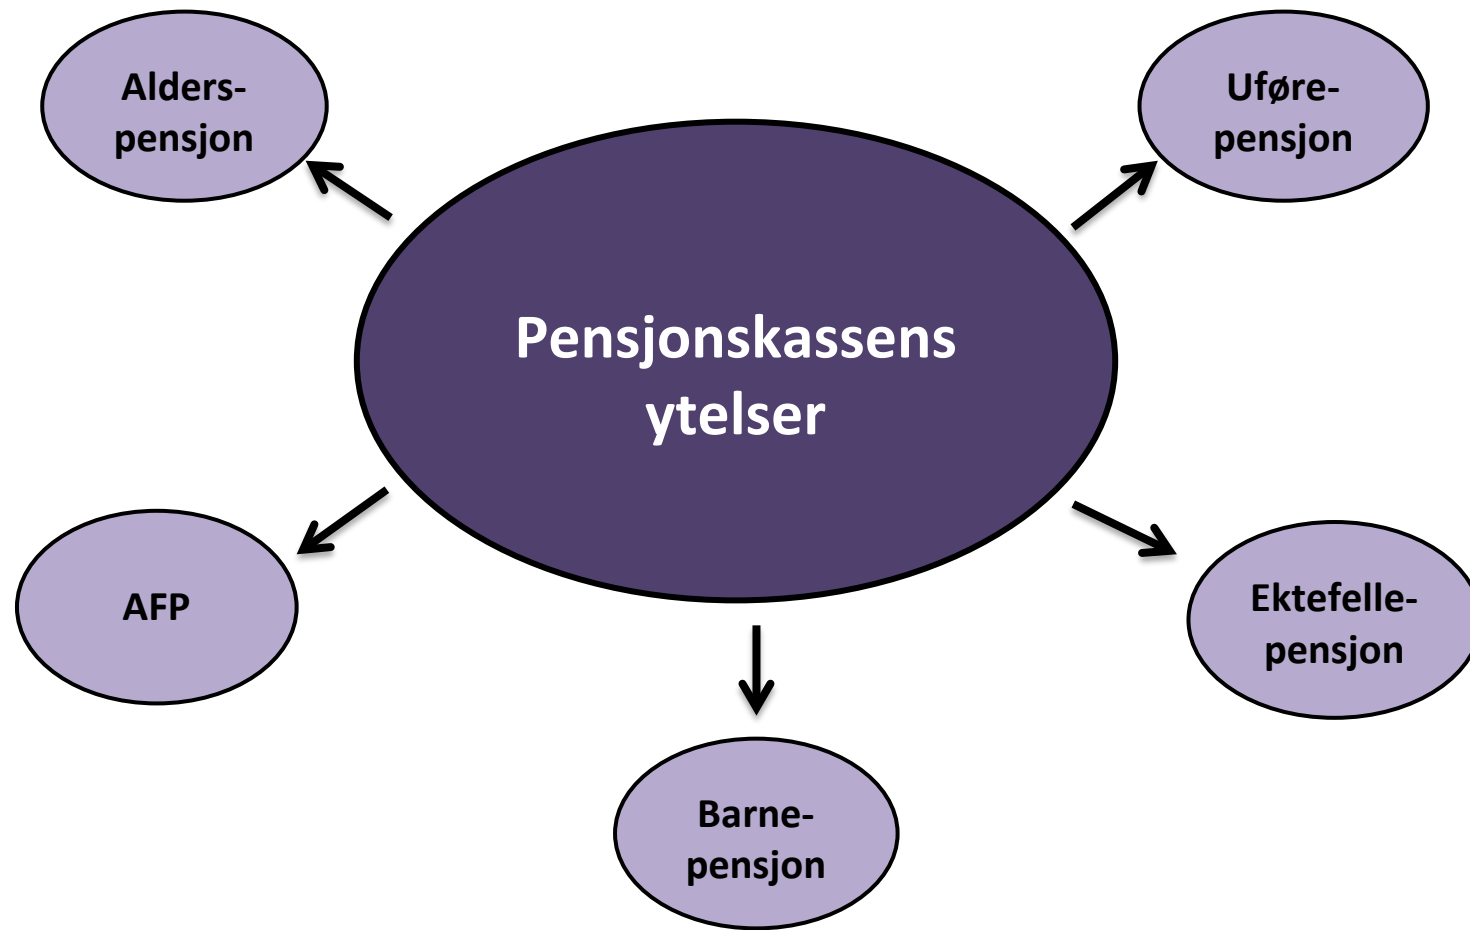 Alders-
pensjon
Uføre-
pensjon
Pensjonskassens
ytelser
AFP
Ektefelle-
pensjon
Barne-
pensjon